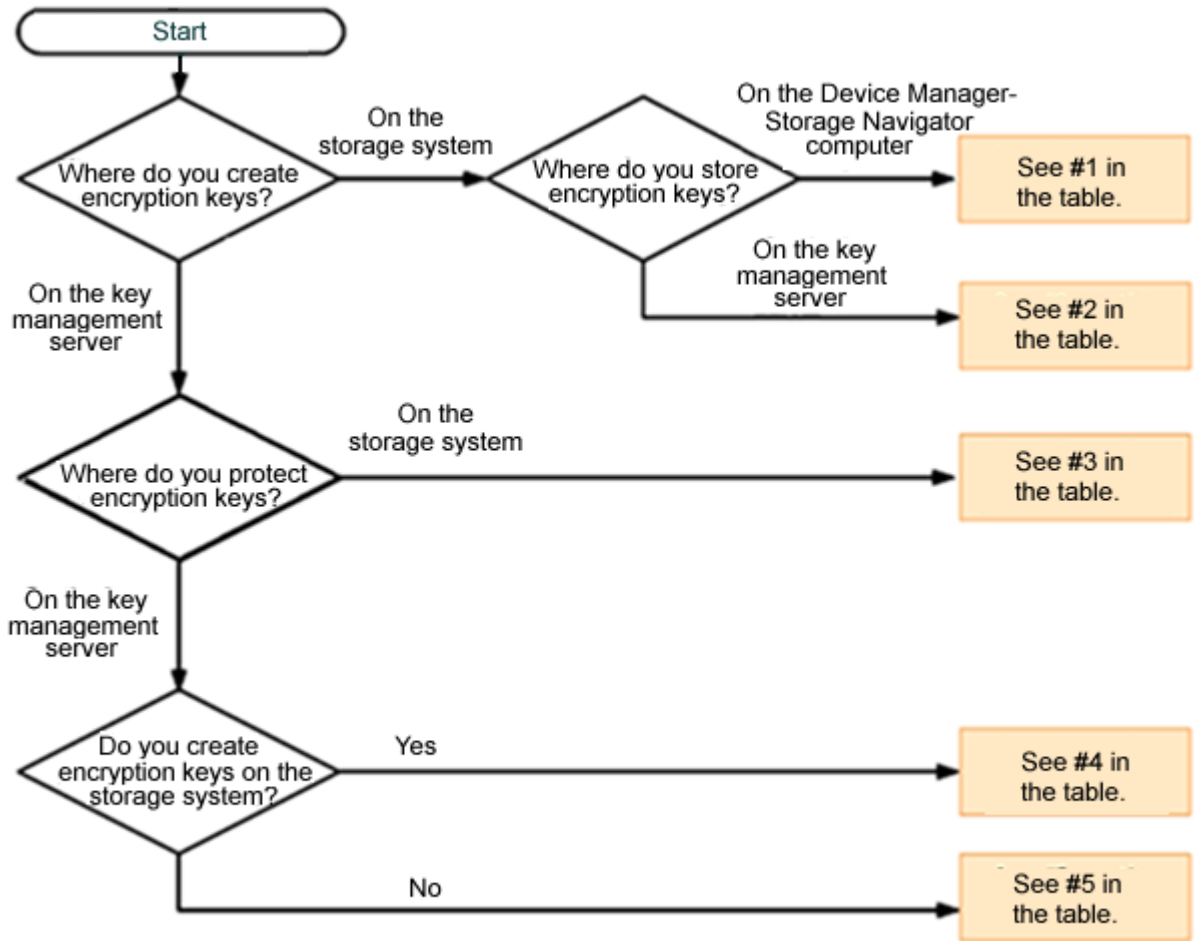 Start
Where do you create
encryption keys?
On the
storage system
Where do you store
encryption keys?
On the Device Manager-
Storage Navigator
computer
See #1 in
the table.
On the key
management
server
See #2 in
the table.
On the key
management
server
Where do you protect
encryption keys?
On the
storage system
See #3 in
the table.
On the key
management
server
Do you create
encryption keys on the
storage system?
Yes
See #4 in
the table.
No
See #5 in
the table.